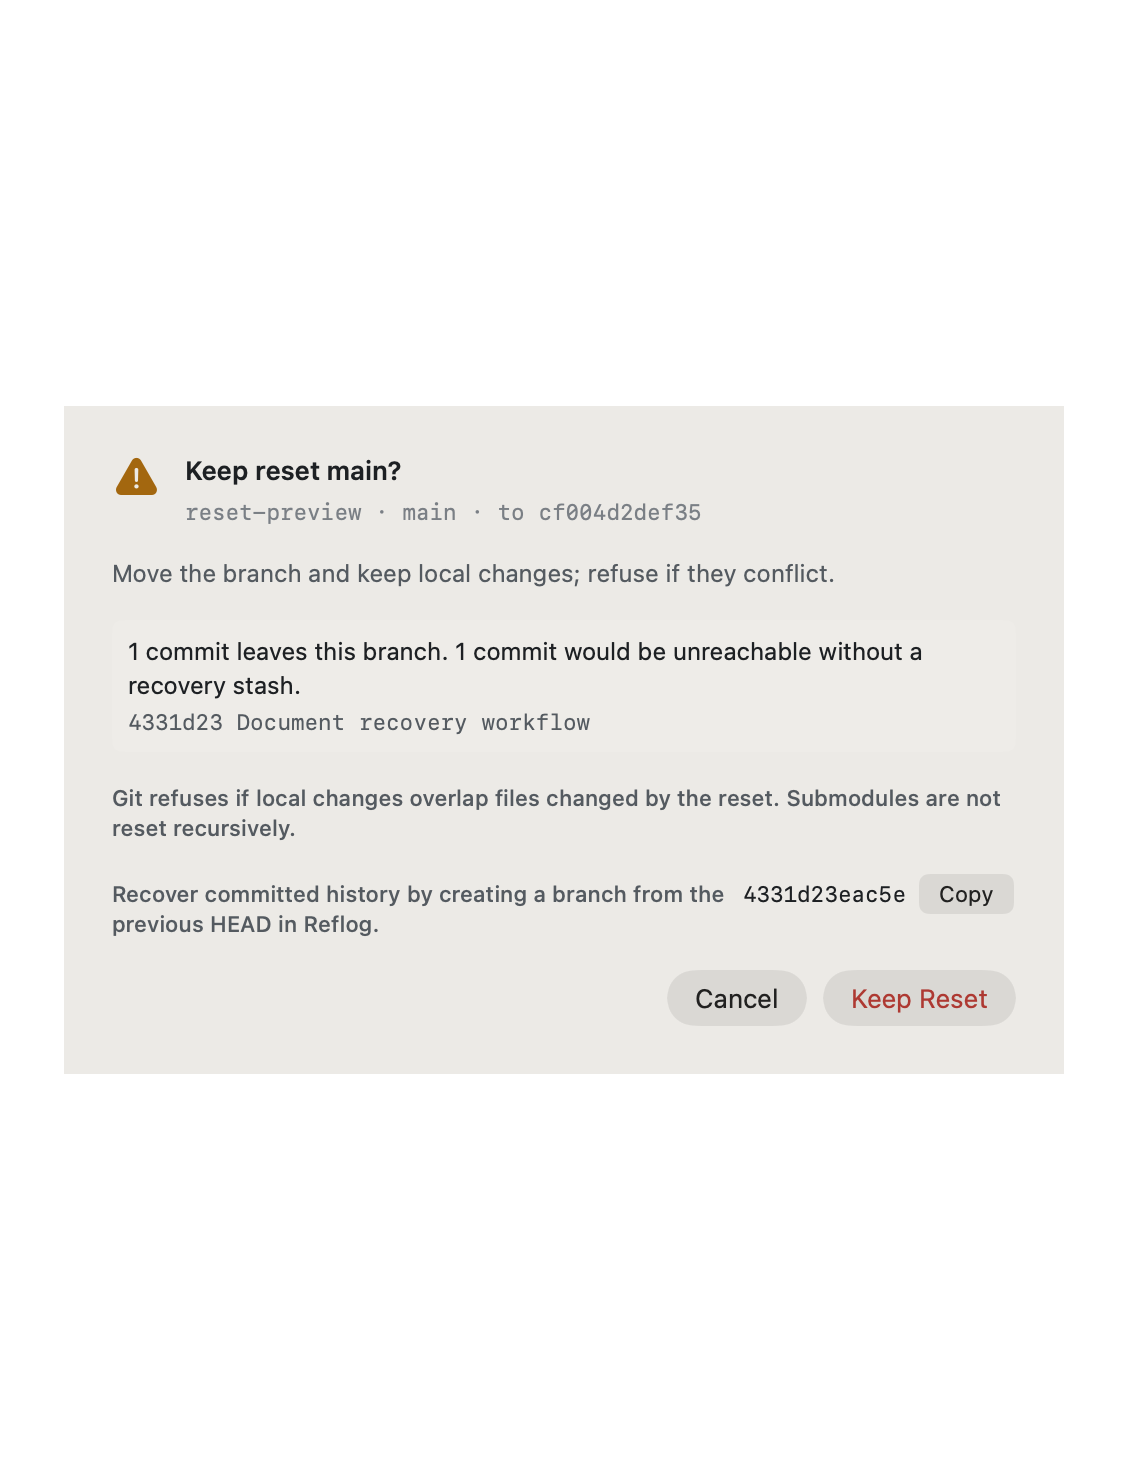 Keep reset main?
reset-preview · main · to cf004d2def35
Move the branch and keep local changes; refuse if they conflict.
1 commit leaves this branch. 1 commit would be unreachable without a
recovery stash.
4331d23 Document recovery workflow
Git refuses if local changes overlap files changed by the reset. Submodules are not
reset recursively.
Recover committed history by creating a branch from the
previous HEAD in Reflog.
4331d23eac5e Copy
Cancel Keep Reset